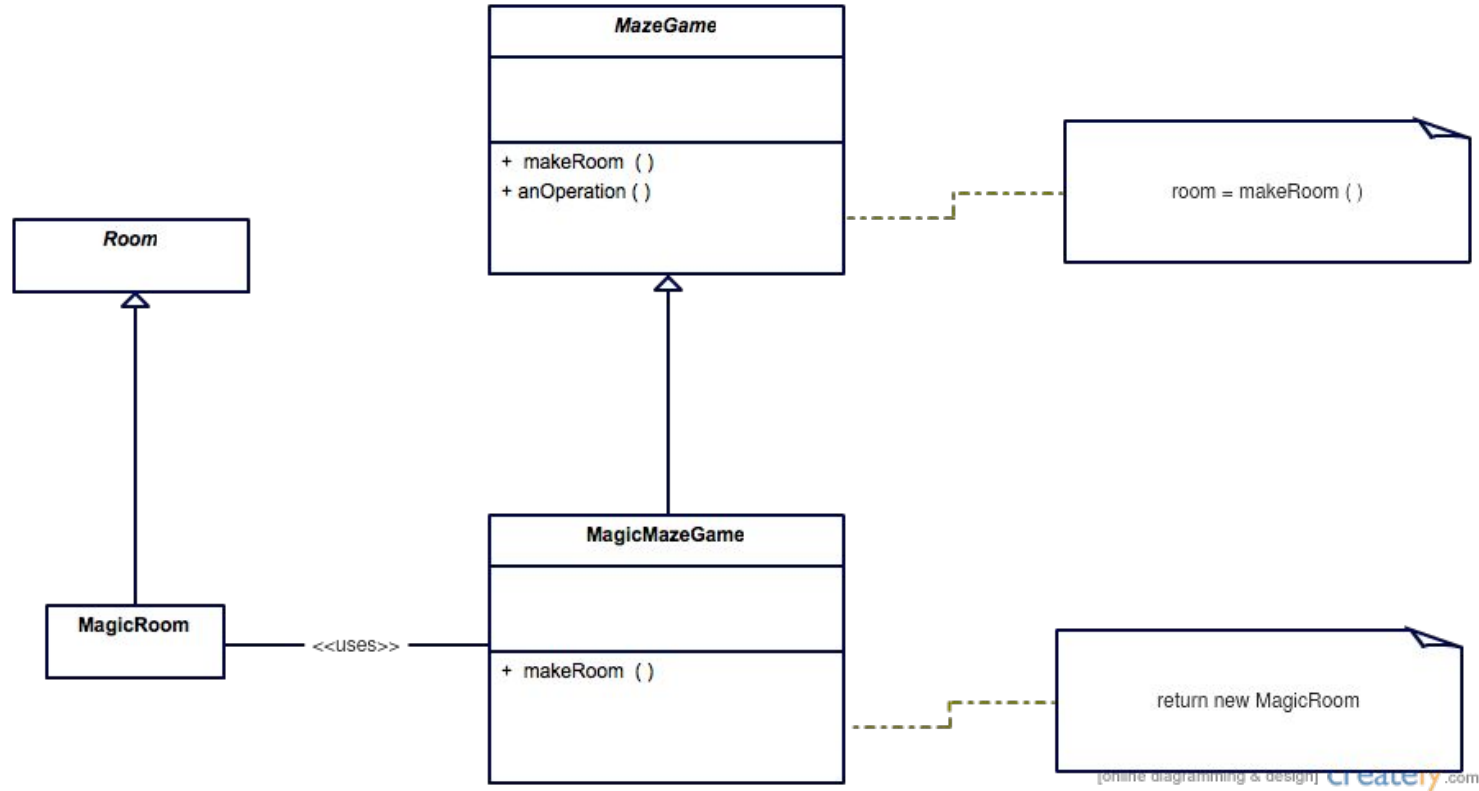 MazeGame
+ makeRoom ( )
+ anOperation ( )
room = makeRoom ( )
Room
MagicMazeGame
MagicRoom
<<uses>>
+ makeRoom ( )
return new MagicRoom
[online diagramming & design] creately.com